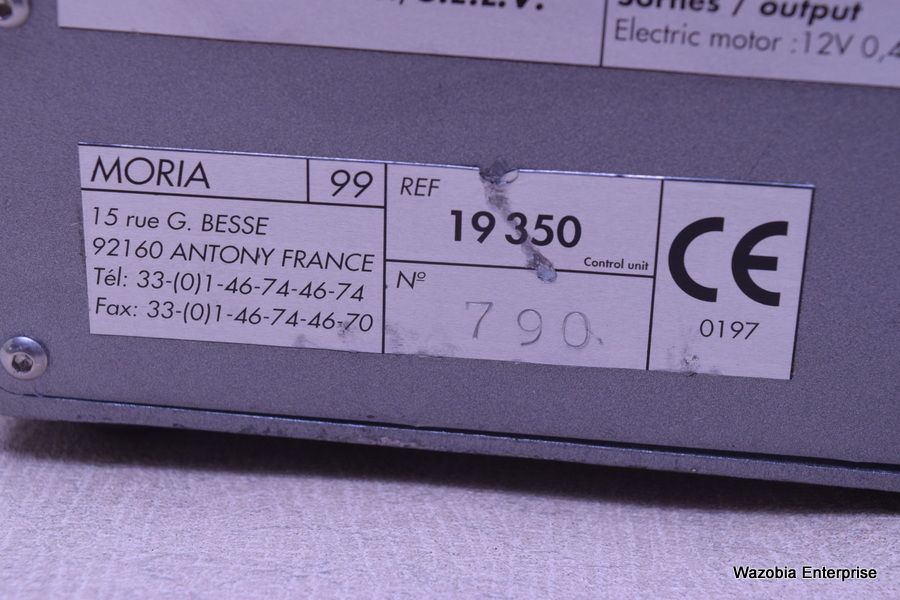 S.E.L.V.
Sorties / output
Electric motor : 12V 0,4
MORIA 99
15 rue G. BESSE
92160 ANTONY FRANCE
Tél: 33-(0)1-46-74-46-74
Fax: 33-(0)1-46-74-46-70
REF
19 350
Control unit
Nº
790
CE
0197
Wazobia Enterprise